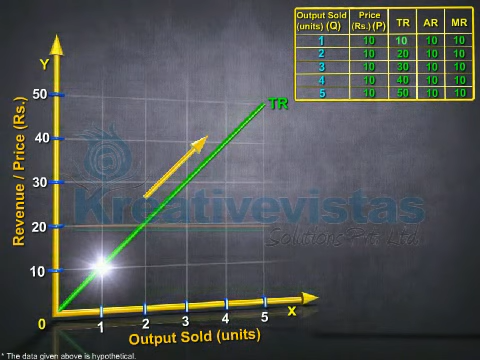 Output Sold (units) (Q) Price (Rs.) (P) TR AR MR
1 10 10 10 10
2 10 20 10 10
3 10 30 10 10
4 10 40 10 10
5 10 50 10 10
Y
50
40
30
20
10
0
Revenue / Price (Rs.)
TR
Kreativevistas
Solutions Pvt. Ltd.
1 2 3 4 5
X
Output Sold (units)
* The data given above is hypothetical.